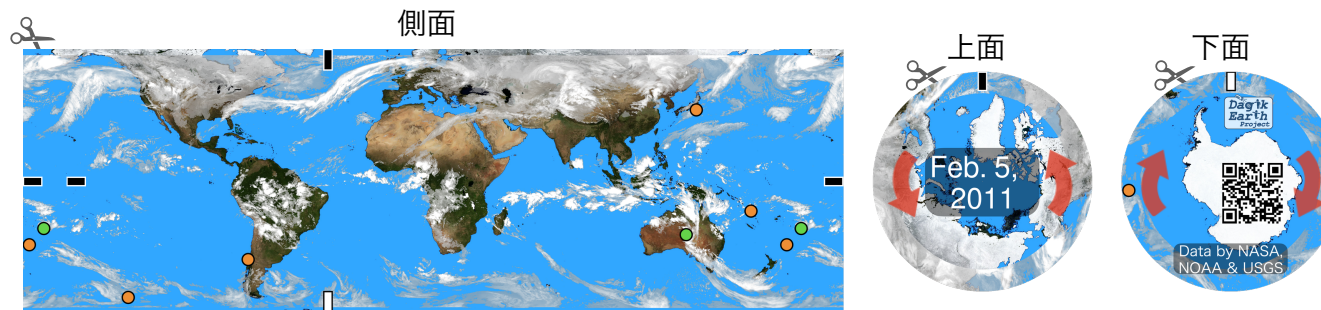 側面
上面
下面
Feb. 5,
2011
Dagik
Earth
Project
Data by NASA,
NOAA & USGS